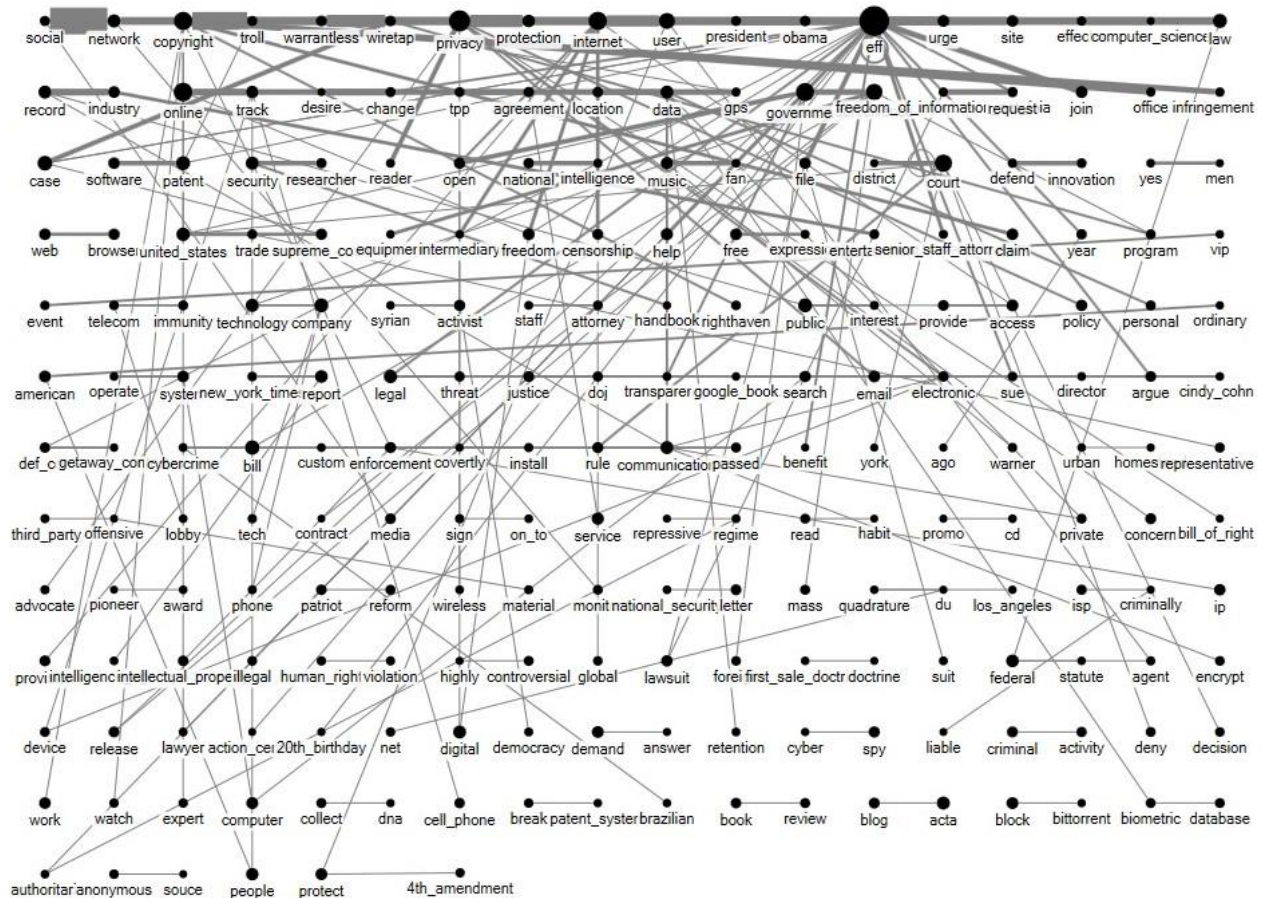 social network copyright troll warrantless wiretap privacy protection internet user president obama eff urge site effec computer_science law
record industry online track desire change tpp agreement location data gps governme freedom_of_informatio request tia join office infringement
case software patent security researcher reader open national intelligence music fan file district court defend innovation yes men
web browser united_states trade supreme_co equipmer intermediary freedom censorship help free expressi enterta senior_staff_attorr claim year program vip
event telecom immunity technology company syrian activist staff attorney handbook righthaven public interest provide access policy personal ordinary
american operate system new_york_time report legal threat justice doj transparer google_book search email electronic sue director argue cindy_cohn
def_c getaway_con cybercrime bill custom enforcement covertly install rule communicatio passed benefit york ago warner urban homes representative
third_party offensive lobby tech contract media sign on_to service repressive regime read habit promo cd private concern bill_of_right
advocate pioneer award phone patriot reform wireless material monit national_security letter mass quadrature du los_angeles isp criminally ip
provi intelligenc intellectual_prope illegal human_right violation highly controversial global lawsuit forei first_sale_doctr doctrine suit federal statute agent encrypt
device release lawyer action_cer 20th_birthday net digital democracy demand answer retention cyber spy liable criminal activity deny decision
work watch expert computer collect dna cell_phone break patent_syster brazilian book review blog acta block bittorrent biometric database
authoritar anonymous souce people protect 4th_amendment